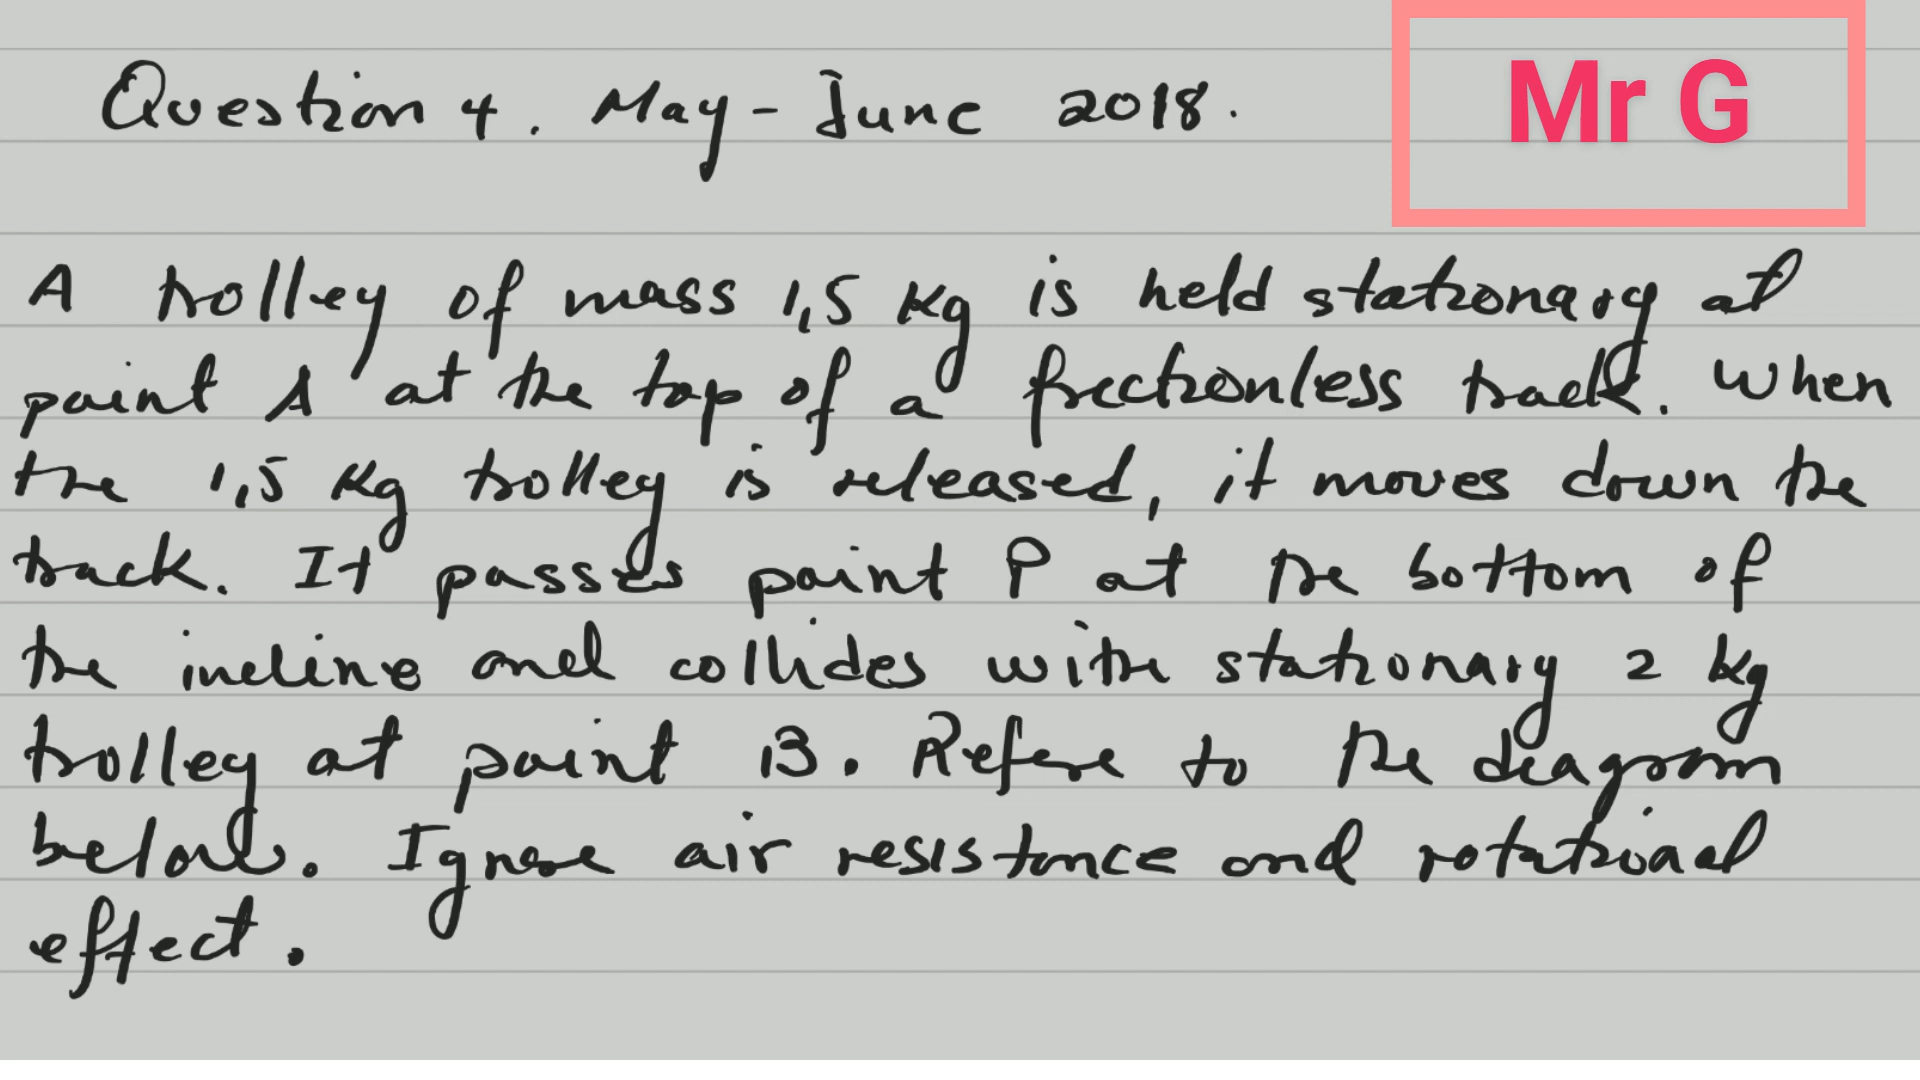 Question 4. May - June 2018.
Mr G
A trolley of mass 1,5 kg is held stationary at
point A at the top of a frictionless track. When
the 1,5 kg trolley is released, it moves down the
track. It passes point P at the bottom of
the incline and collides with stationary 2 kg
trolley at point B. Refere to the diagram
below. Ignore air resistance and rotational
effect.